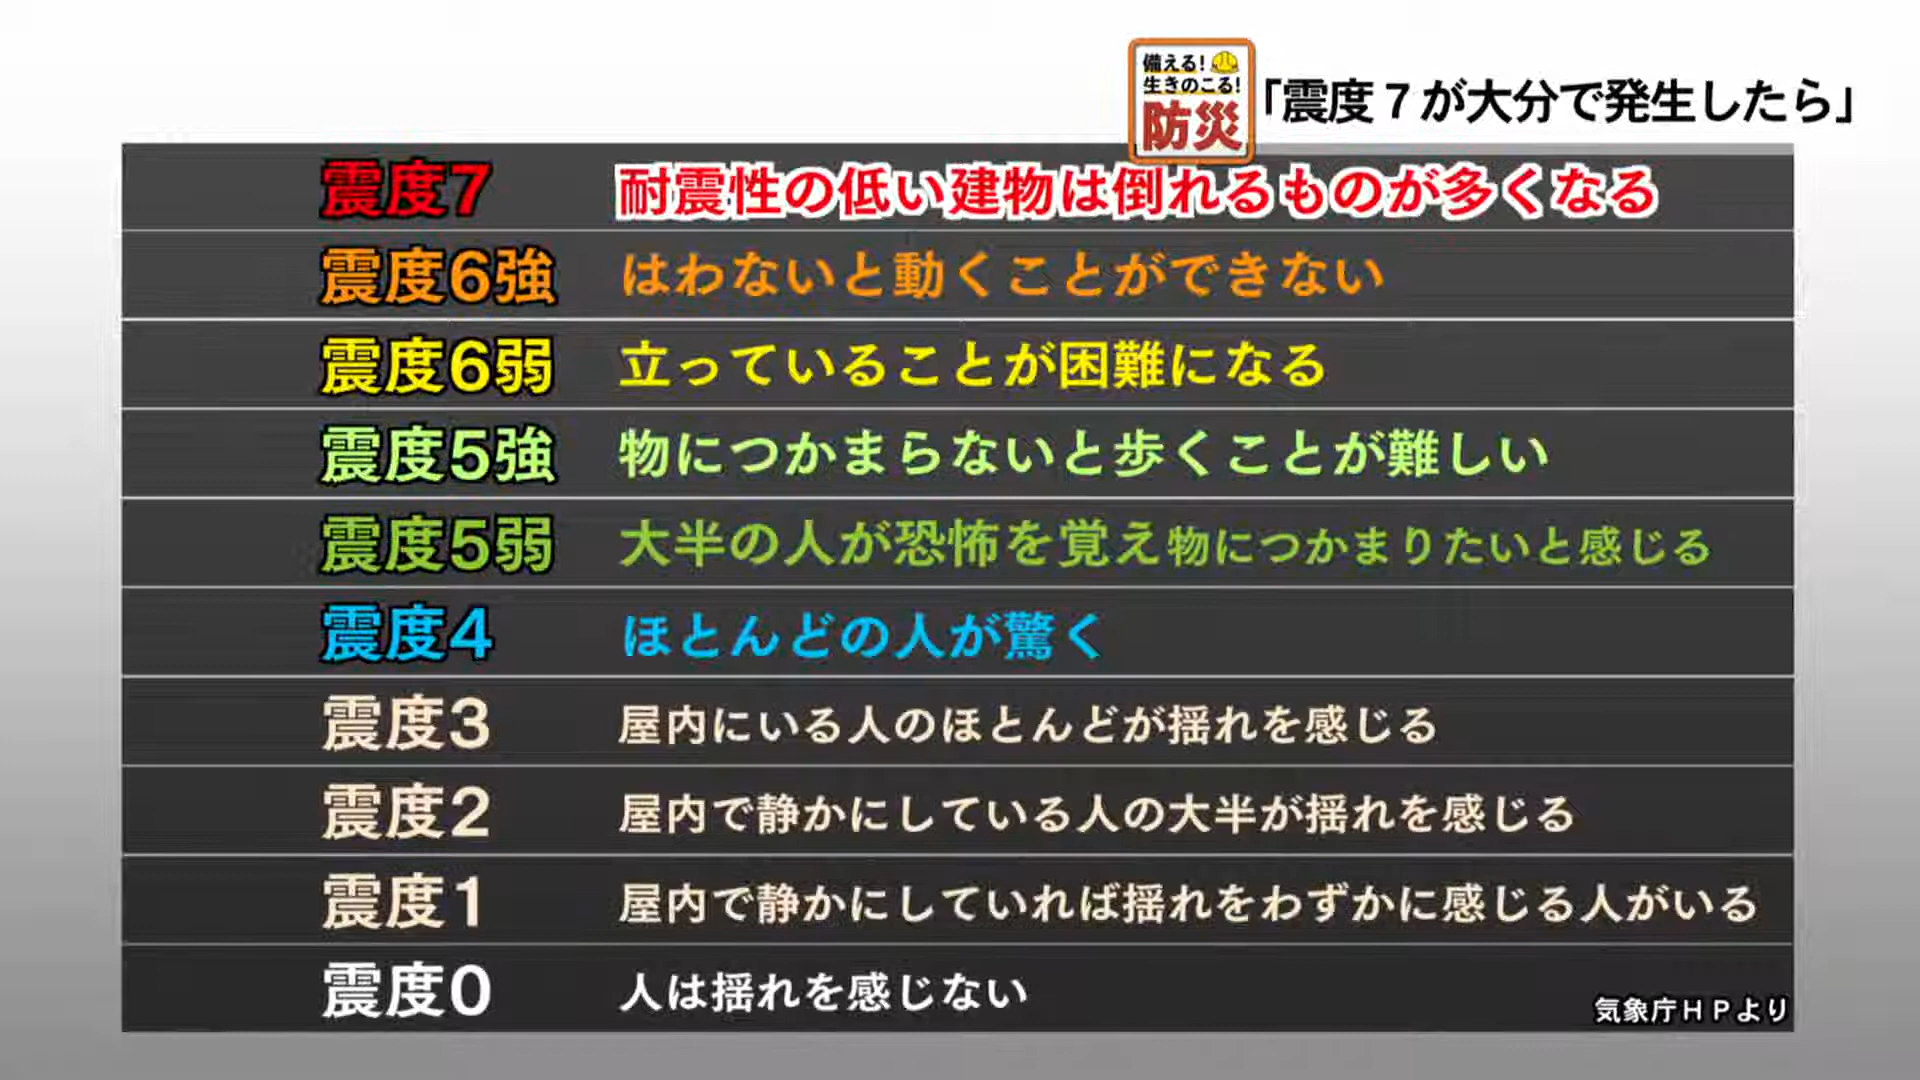 備える!
生きのこる!
防災
「震度７が大分で発生したら」
震度7 耐震性の低い建物は倒れるものが多くなる
震度6強 はわないと動くことができない
震度6弱 立っていることが困難になる
震度5強 物につかまらないと歩くことが難しい
震度5弱 大半の人が恐怖を覚え物につかまりたいと感じる
震度4 ほとんどの人が驚く
震度3 屋内にいる人のほとんどが揺れを感じる
震度2 屋内で静かにしている人の大半が揺れを感じる
震度1 屋内で静かにしていれば揺れをわずかに感じる人がいる
震度0 人は揺れを感じない
気象庁ＨＰより